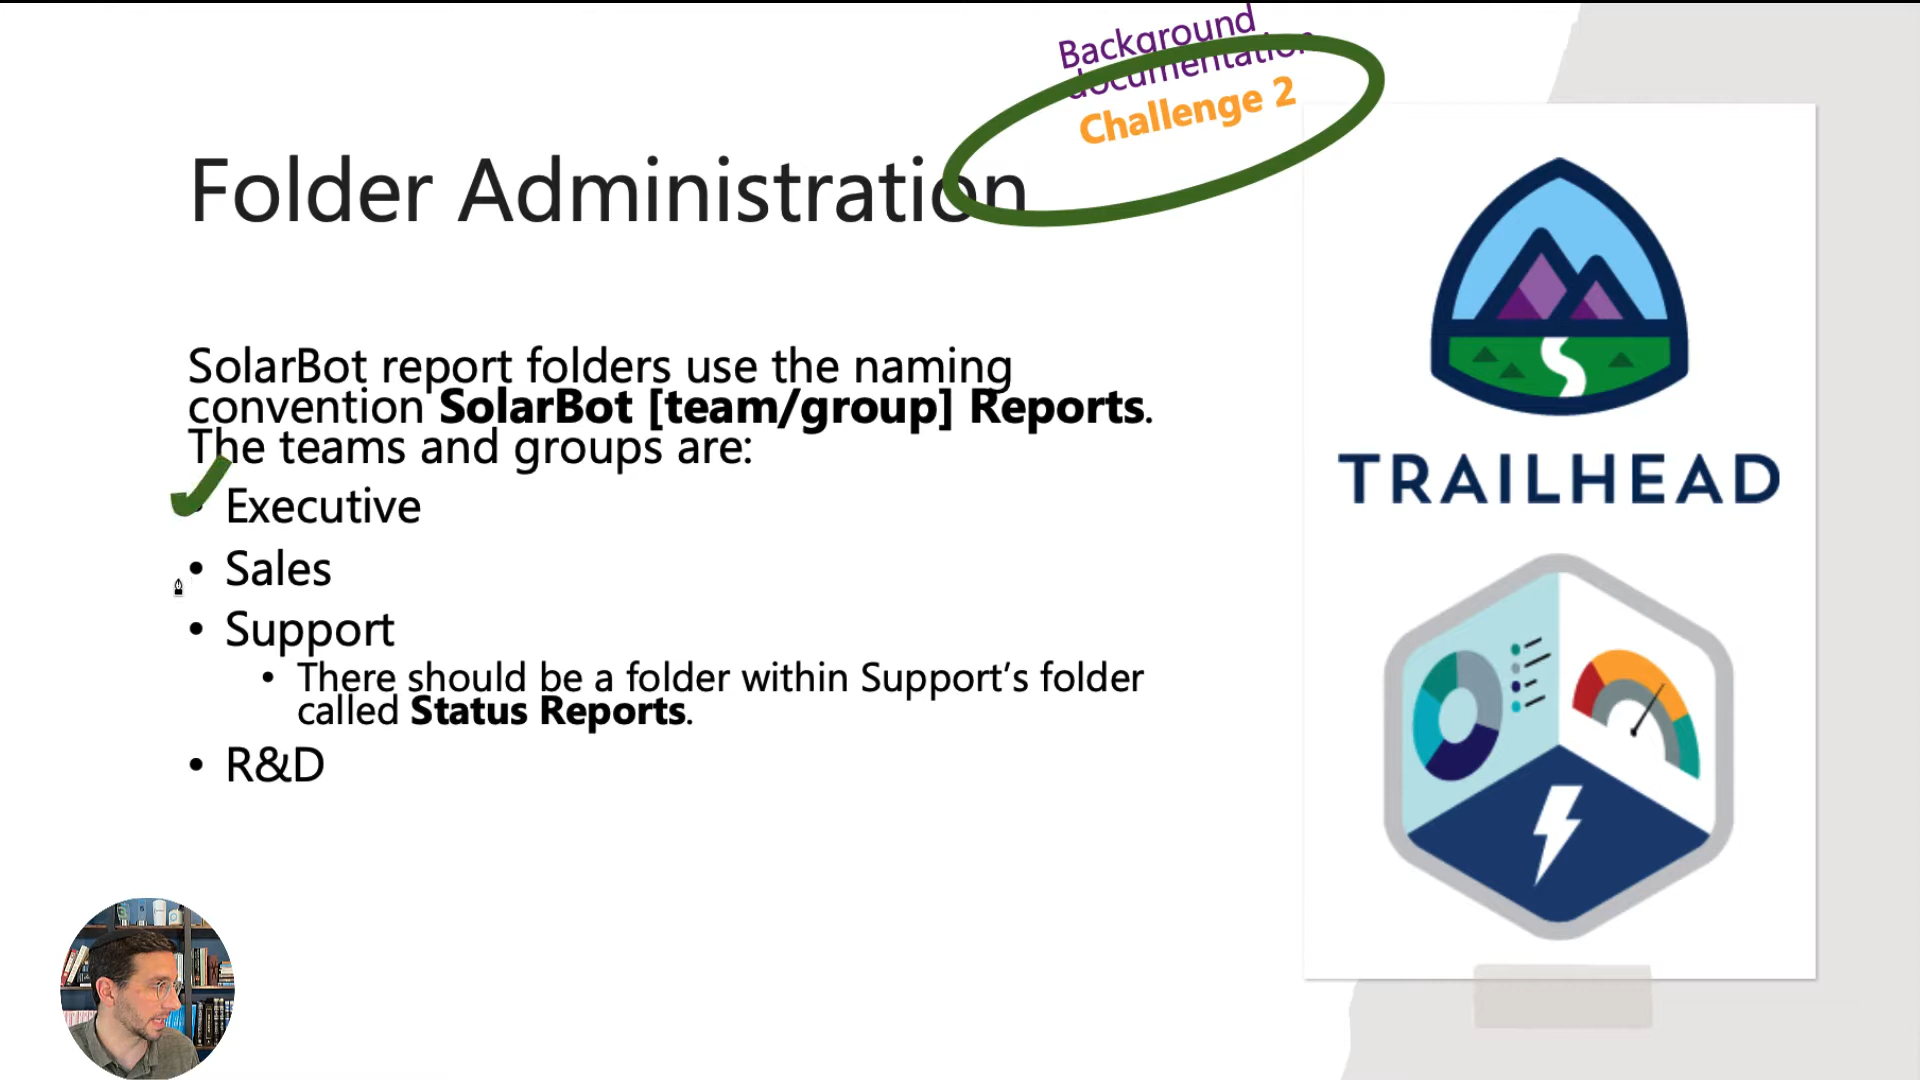 Background
documentation
Challenge 2
Folder Administration
SolarBot report folders use the naming
convention SolarBot [team/group] Reports.
The teams and groups are:
• Executive
• Sales
• Support
• There should be a folder within Support’s folder
called Status Reports.
• R&D
TRAILHEAD